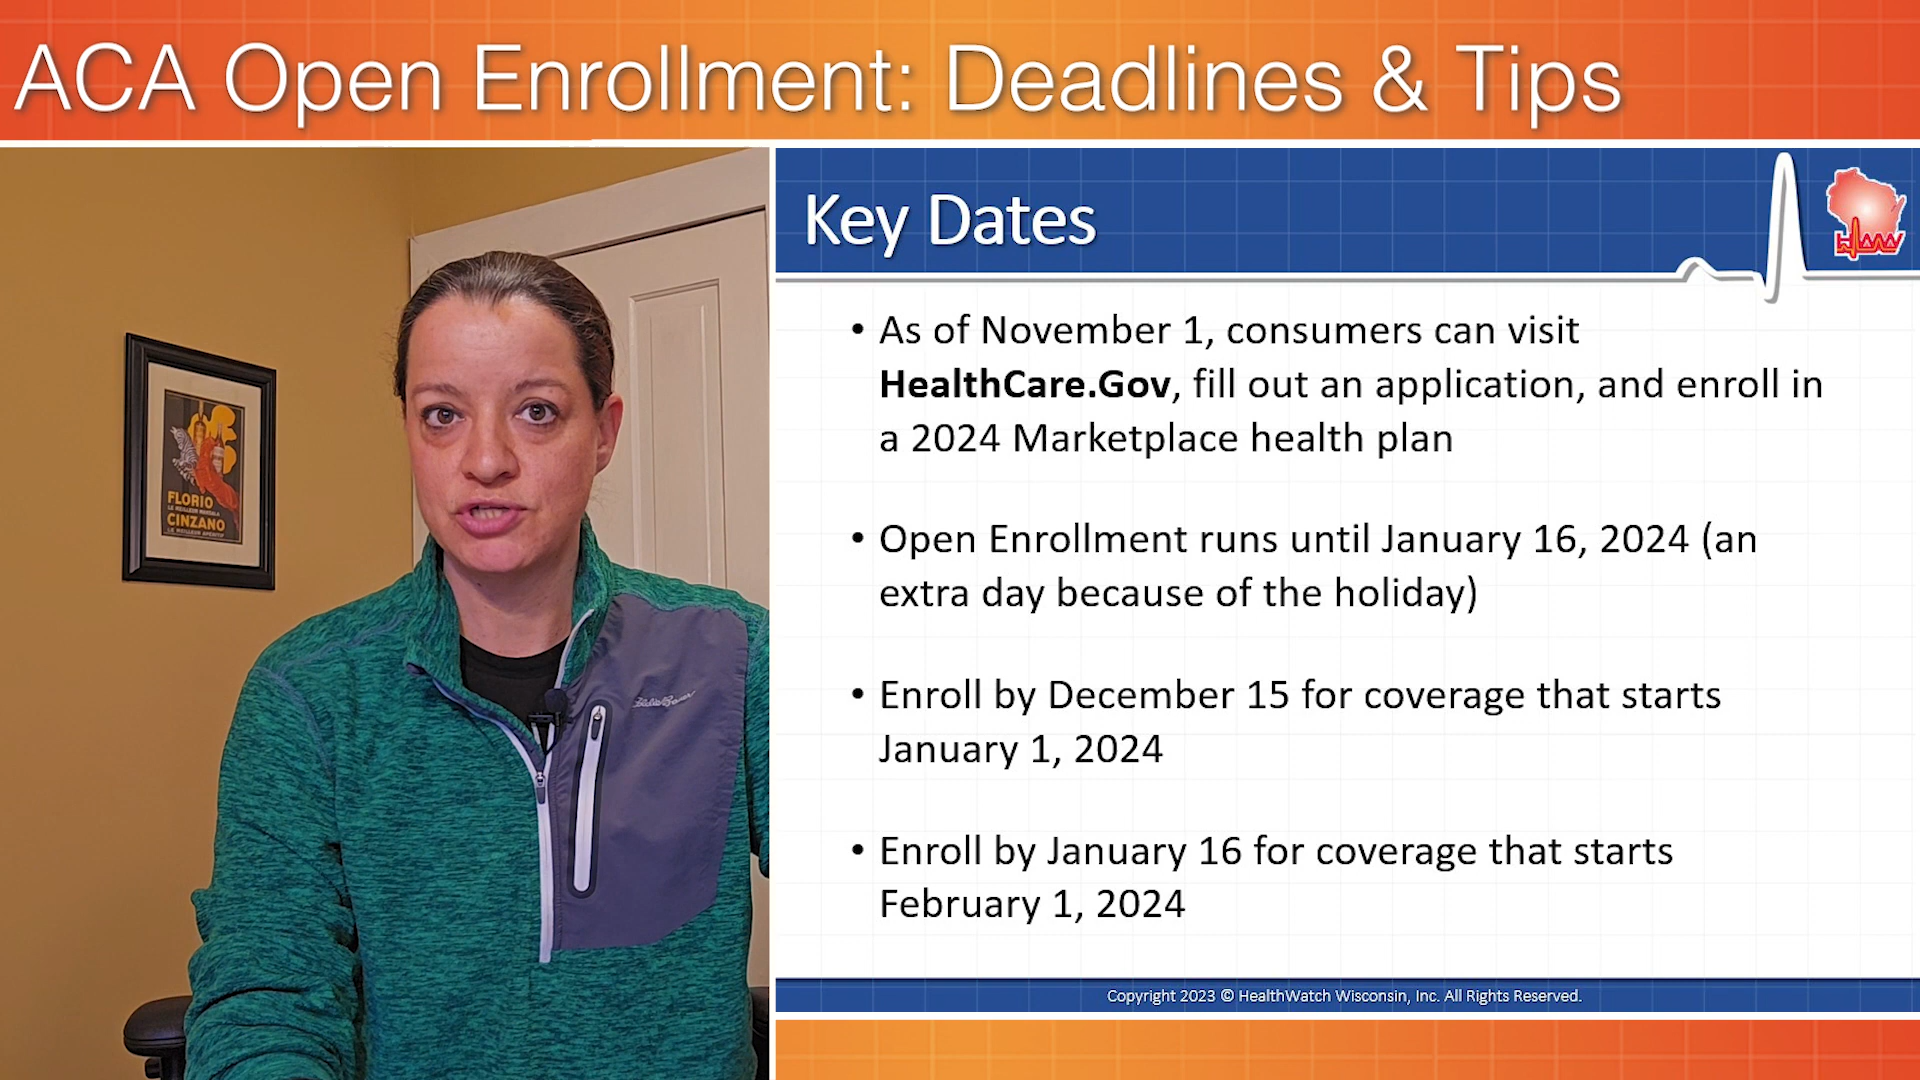 ACA Open Enrollment: Deadlines & Tips
FLORIO
CINZANO
Eddie Bauer
Key Dates
HWW
• As of November 1, consumers can visit
HealthCare.Gov, fill out an application, and enroll in
a 2024 Marketplace health plan
• Open Enrollment runs until January 16, 2024 (an
extra day because of the holiday)
• Enroll by December 15 for coverage that starts
January 1, 2024
• Enroll by January 16 for coverage that starts
February 1, 2024
Copyright 2023 © HealthWatch Wisconsin, Inc. All Rights Reserved.